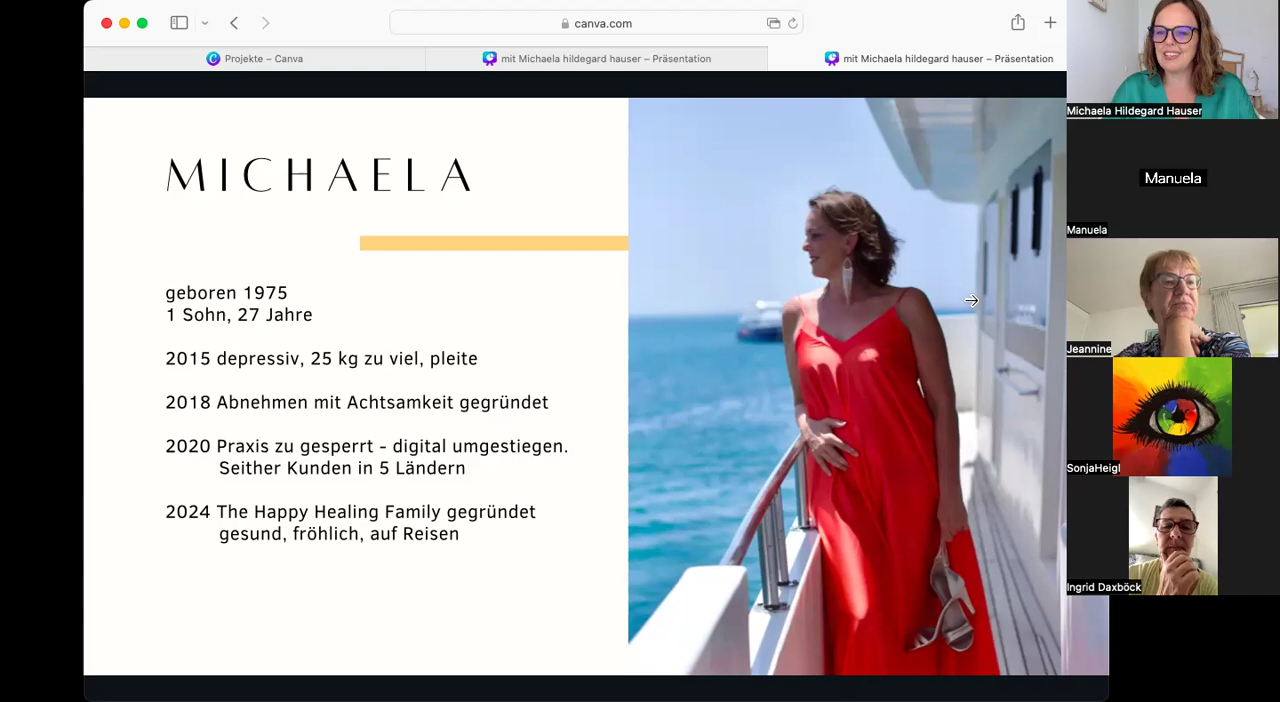 canva.com
Projekte – Canva
mit Michaela hildegard hauser – Präsentation
mit Michaela hildegard hauser – Präsentation
MICHAELA
geboren 1975
1 Sohn, 27 Jahre
2015 depressiv, 25 kg zu viel, pleite
2018 Abnehmen mit Achtsamkeit gegründet
2020 Praxis zu gesperrt - digital umgestiegen.
Seither Kunden in 5 Ländern
2024 The Happy Healing Family gegründet
gesund, fröhlich, auf Reisen
Michaela Hildegard Hauser
Manuela
Manuela
Jeannine
SonjaHeigl
Ingrid Daxböck